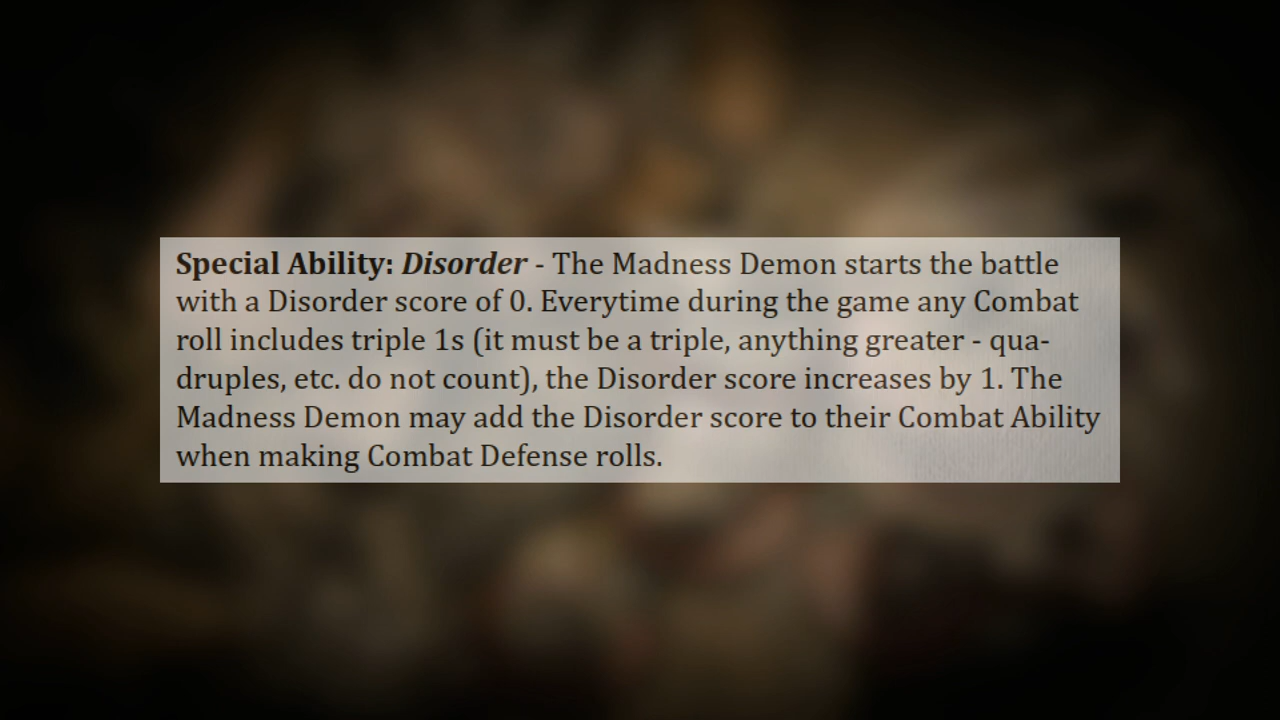 Special Ability: Disorder - The Madness Demon starts the battle
with a Disorder score of 0. Everytime during the game any Combat
roll includes triple 1s (it must be a triple, anything greater - qua-
druples, etc. do not count), the Disorder score increases by 1. The
Madness Demon may add the Disorder score to their Combat Ability
when making Combat Defense rolls.